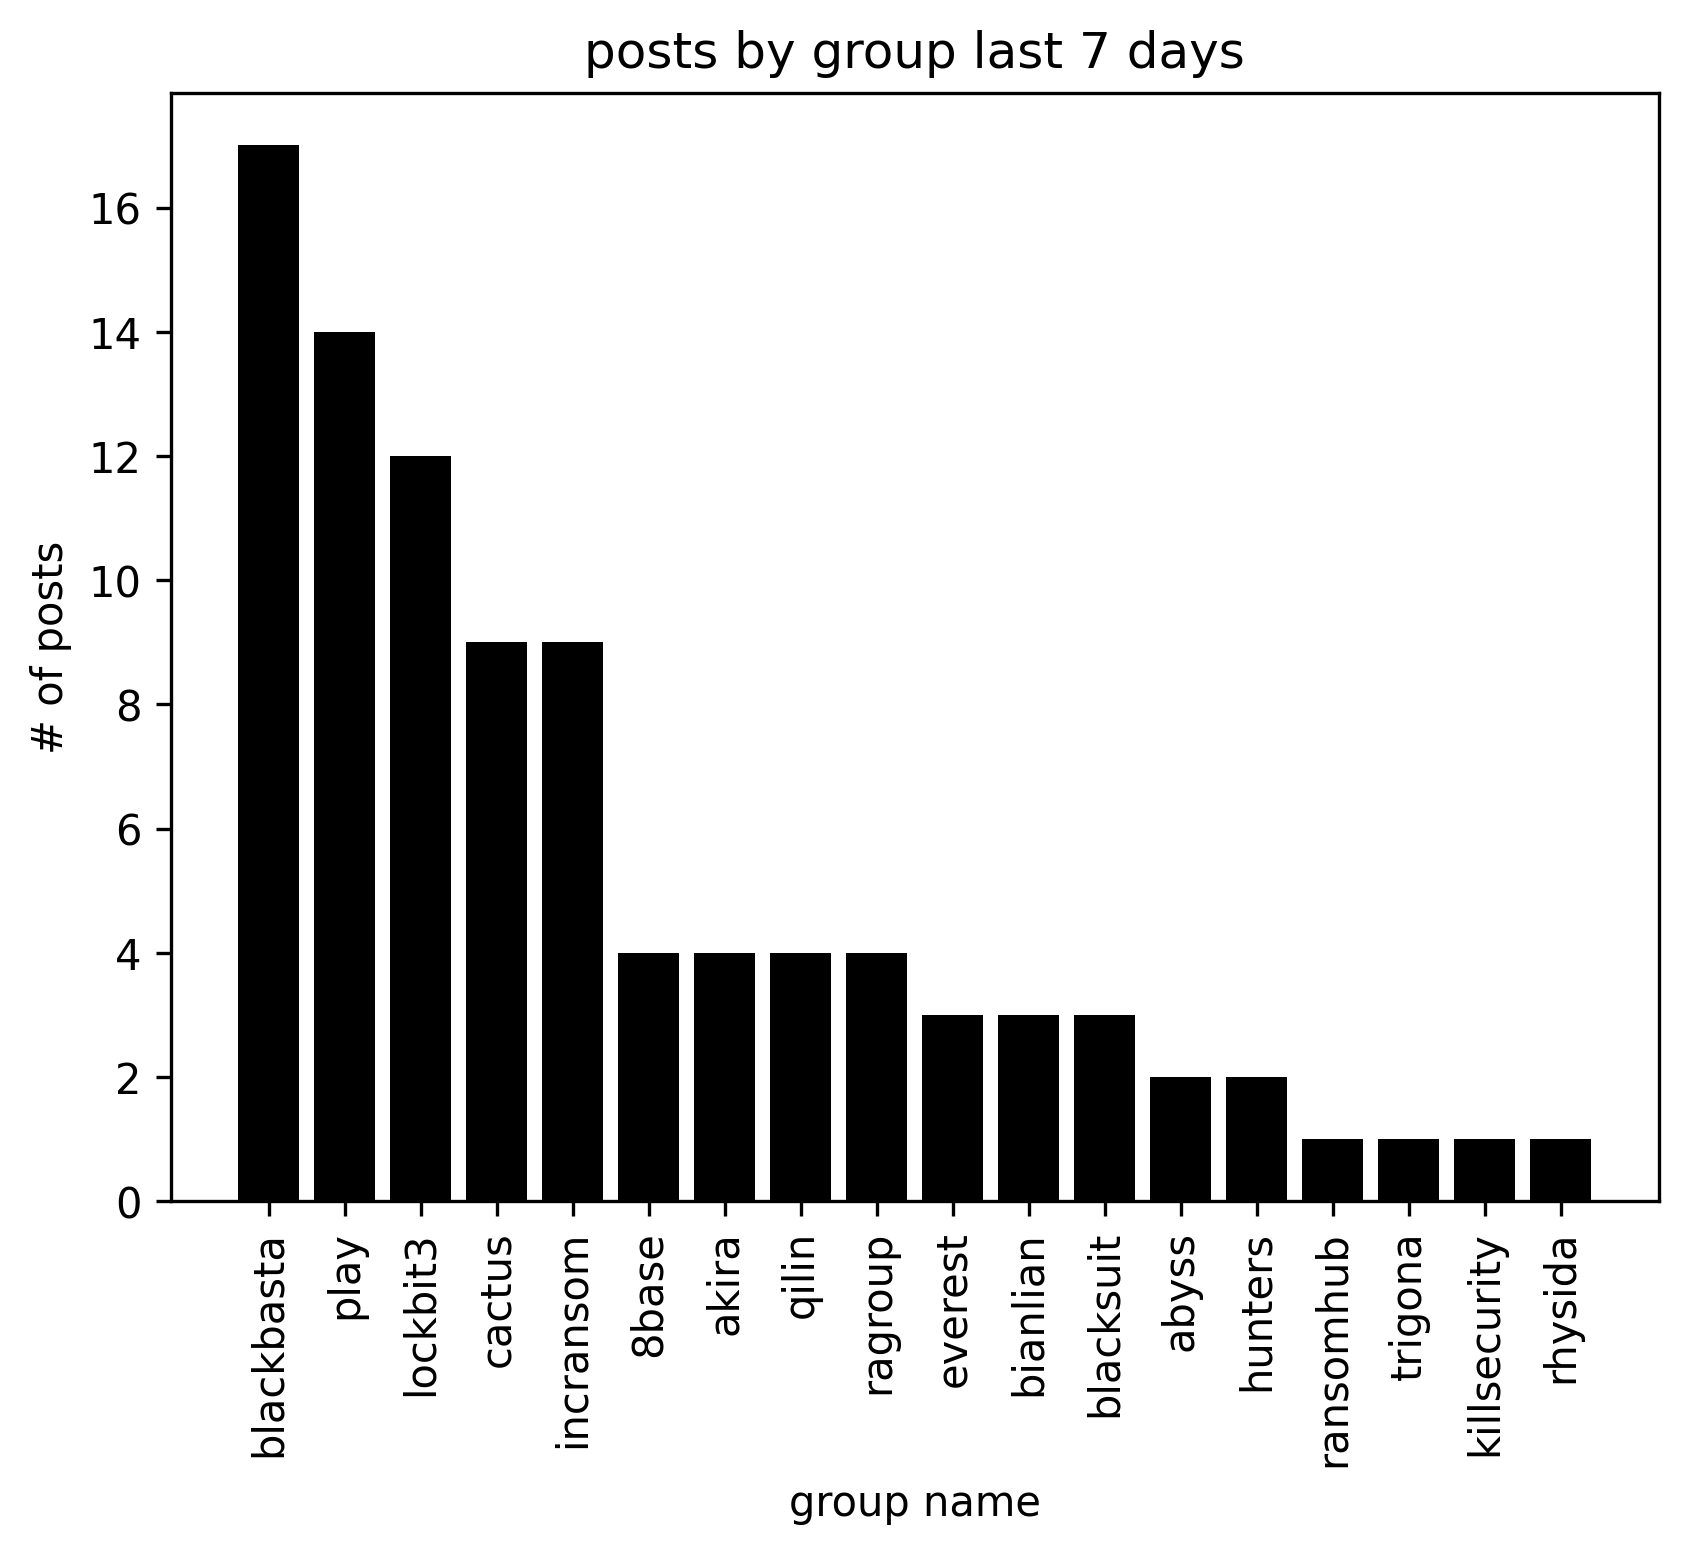 posts by group last 7 days
16
14
12
10
8
6
4
2
0
# of posts
blackbasta
play
lockbit3
cactus
incransom
8base
akira
qilin
ragroup
everest
bianlian
blacksuit
abyss
hunters
ransomhub
trigona
killsecurity
rhysida
group name